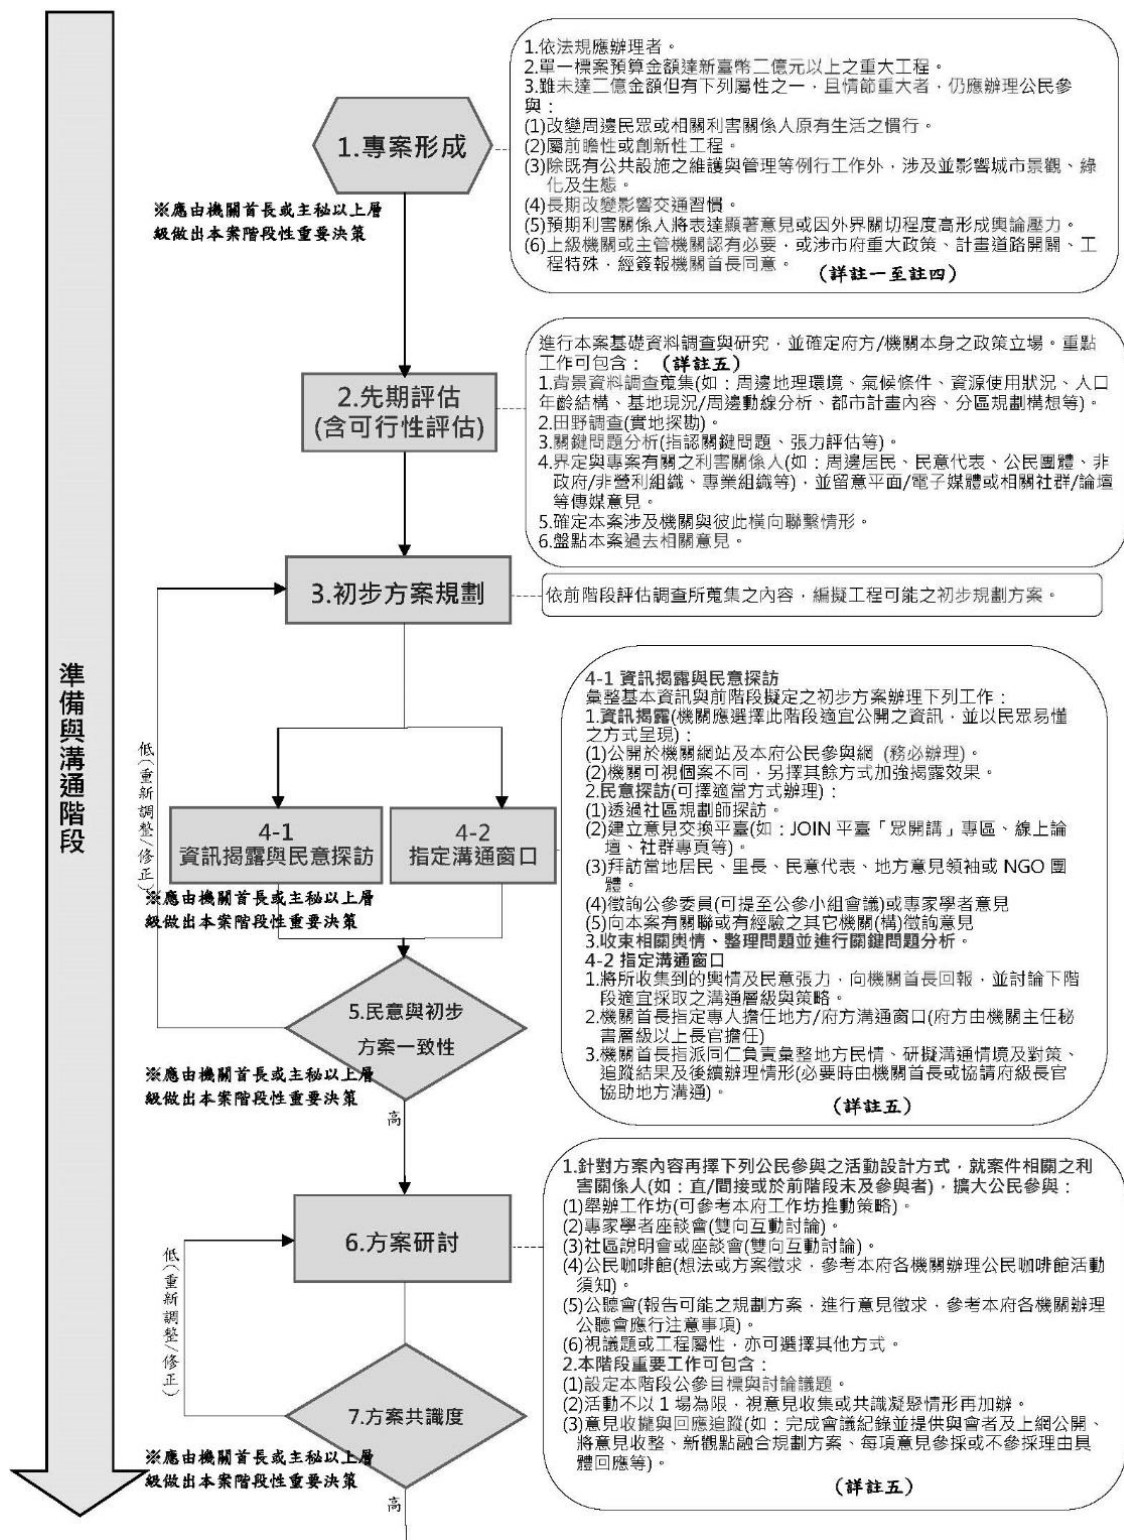 準備與溝通階段
1.專案形成
※應由機關首長或主秘以上層
級做出本案階段性重要決策
1.依法規應辦理者。
2.單一標案預算金額達新臺幣二億元以上之重大工程。
3.雖未達二億金額但有下列屬性之一，且情節重大者，仍應辦理公民參
與：
(1)改變周邊民眾或相關利害關係人原有生活之慣行。
(2)屬前瞻性或創新性工程。
(3)除既有公共設施之維護與管理等例行工作外，涉及並影響城市景觀、綠
化及生態。
(4)長期改變影響交通習慣。
(5)預期利害關係人將表達顯著意見或因外界關切程度高形成輿論壓力。
(6)上級機關或主管機關認有必要，或涉市府重大政策、計畫道路開闢、工
程特殊，經簽報機關首長同意。
(詳註一至註四)
2.先期評估
(含可行性評估)
進行本案基礎資料調查與研究，並確定府方/機關本身之政策立場。重點
工作可包含： (詳註五)
1.背景資料調查蒐集(如：周邊地理環境、氣候條件、資源使用狀況、人口
年齡結構、基地現況/周邊動線分析、都市計畫內容、分區規劃構想等)。
2.田野調查(實地探勘)。
3.關鍵問題分析(指認關鍵問題、張力評估等)。
4.界定與專案有關之利害關係人(如：周邊居民、民意代表、公民團體、非
政府/非營利組織、專業組織等)，並留意平面/電子媒體或相關社群/論壇
等傳媒意見。
5.確定本案涉及機關與彼此橫向聯繫情形。
6.盤點本案過去相關意見。
3.初步方案規劃
依前階段評估調查所蒐集之內容，編擬工程可能之初步規劃方案。
低(重新調整/修正)
4-1
資訊揭露與民意探訪
4-2
指定溝通窗口
※應由機關首長或主秘以上層
級做出本案階段性重要決策
4-1 資訊揭露與民意探訪
彙整基本資訊與前階段擬定之初步方案辦理下列工作：
1.資訊揭露(機關應選擇此階段適宜公開之資訊，並以民眾易懂
之方式呈現)：
(1)公開於機關網站及本府公民參與網 (務必辦理)。
(2)機關可視個案不同，另擇其餘方式加強揭露效果。
2.民意探訪(可擇適當方式辦理)：
(1)透過社區規劃師探訪。
(2)建立意見交換平臺(如：JOIN 平臺「眾開講」專區、線上論
壇、社群專頁等)。
(3)拜訪當地居民、里長、民意代表、地方意見領袖或 NGO 團
體。
(4)徵詢公參委員(可提至公參小組會議)或專家學者意見
(5)向本案有關聯或有經驗之其它機關(構)徵詢意見
3.收束相關輿情、整理問題並進行關鍵問題分析。
4-2 指定溝通窗口
1.將所收集到的輿情及民意張力，向機關首長回報，並討論下階
段適宜採取之溝通層級與策略。
2.機關首長指定專人擔任地方/府方溝通窗口(府方由機關主任秘
書層級以上長官擔任)
3.機關首長指派同仁負責彙整地方民情、研擬溝通情境及對策、
追蹤結果及後續辦理情形(必要時由機關首長或協請府級長官
協助地方溝通)。
(詳註五)
5.民意與初步
方案一致性
※應由機關首長或主秘以上層
級做出本案階段性重要決策
高
6.方案研討
低(重新調整/修正)
1.針對方案內容再擇下列公民參與之活動設計方式，就案件相關之利
害關係人(如：直/間接或於前階段未及參與者)，擴大公民參與：
(1)舉辦工作坊(可參考本府工作坊推動策略)。
(2)專家學者座談會(雙向互動討論)。
(3)社區說明會或座談會(雙向互動討論)。
(4)公民咖啡館(想法或方案徵求，參考本府各機關辦理公民咖啡館活動
須知)。
(5)公聽會(報告可能之規劃方案，進行意見徵求，參考本府各機關辦理
公聽會應行注意事項)。
(6)視議題或工程屬性，亦可選擇其他方式。
2.本階段重要工作可包含：
(1)設定本階段公參目標與討論議題。
(2)活動不以 1 場為限，視意見收集或共識凝聚情形再加辦。
(3)意見收攏與回應追蹤(如：完成會議紀錄並提供與會者及上網公開、
將意見收整、新觀點融合規劃方案、每項意見參採或不參採理由具
體回應等)。
(詳註五)
7.方案共識度
※應由機關首長或主秘以上層
級做出本案階段性重要決策
高